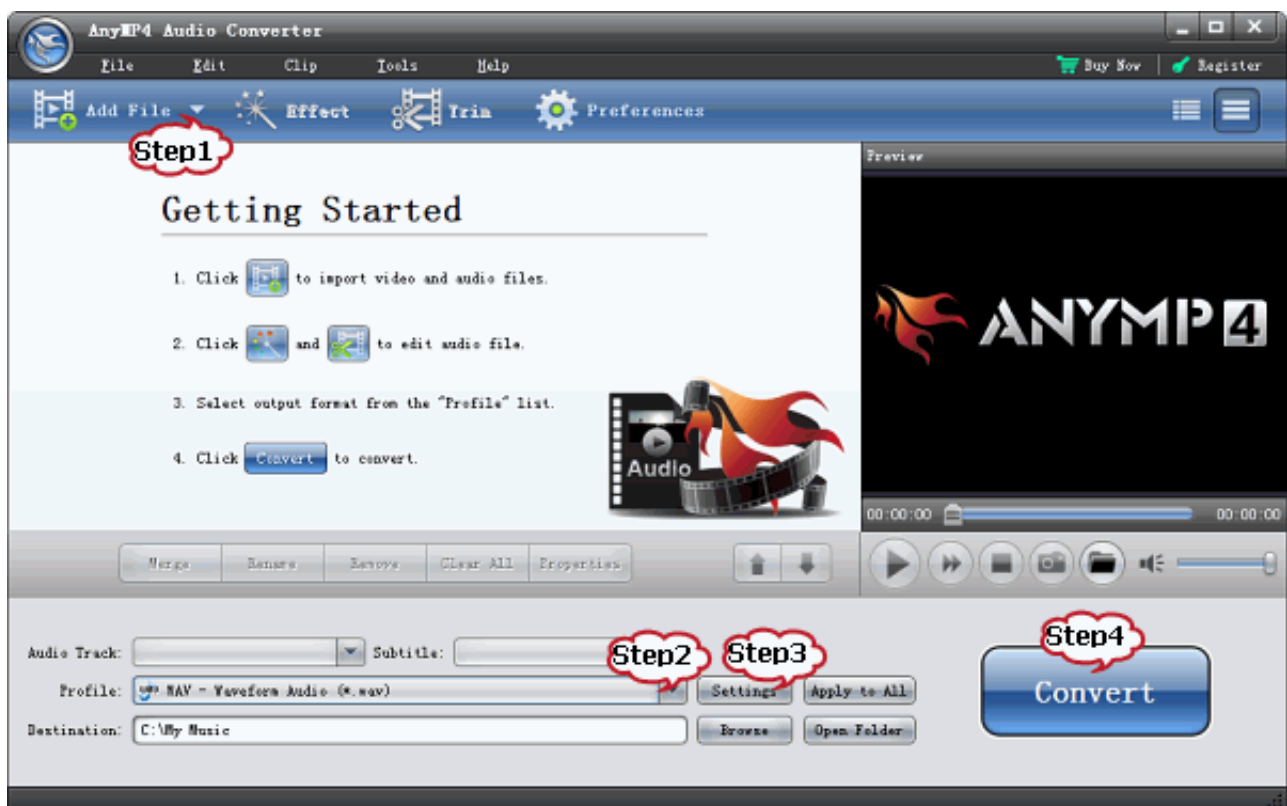 AnyMP4 Audio Converter
File Edit Clip Tools Help Buy Now Register
Add File Effect Trim Preferences
Step1
Preview
Getting Started
1. Click to import video and audio files.
2. Click and to edit audio file.
3. Select output format from the "Profile" list.
4. Click Convert to convert.
Audio
ANYMP4
00:00:00 00:00:00
Merge Rename Remove Clear All Properties
Audio Track: Subtitle:
Step2 Step3 Step4
Profile: WAV - Waveform Audio (*.wav) Settings Apply to All
Convert
Destination: C:\My Music Browse Open Folder